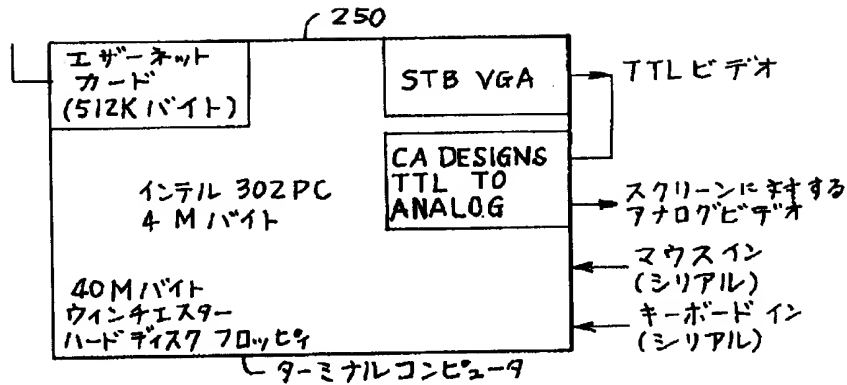 250
エザーネット
カード
(512Kバイト)
STB VGA
TTLビデオ
CA DESIGNS
TTL TO
ANALOG
インテル 302PC
4 Mバイト
スクリーンに対する
アナログビデオ
マウスイン
(シリアル)
40Mバイト
ウィンチェスター
ハードディスク フロッピィ
キーボードイン
(シリアル)
ターミナルコンピュータ